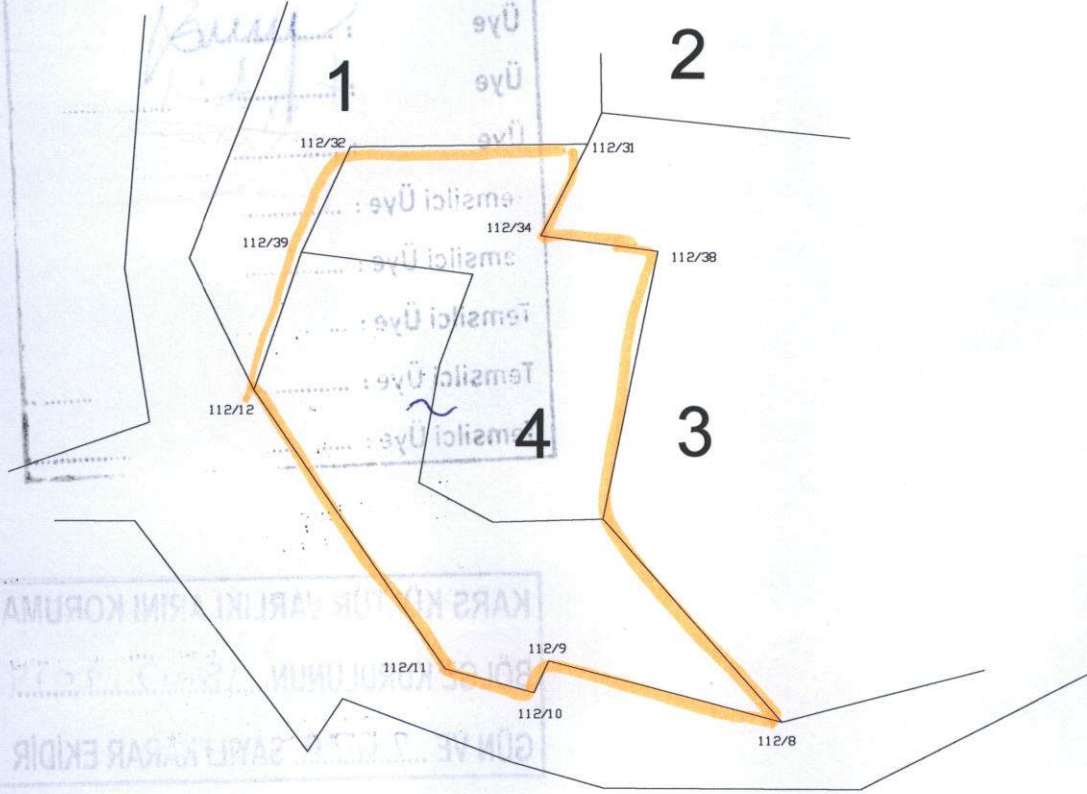 Üye :
2
1
Üye :
112/32
Üye
112/31
Temsilci Üye :
112/34
112/39
112/38
Temsilci Üye :
Temsilci Üye :
Temsilci Üye :
112/12
4
3
Temsilci Üye :
KARS KÜLTÜR VARLIKLARINI KORUMA
112/9
112/11
BÖLGE KURULUNUN
112/10
112/8
GÜN VE SAYILI KARAR EKİDİR